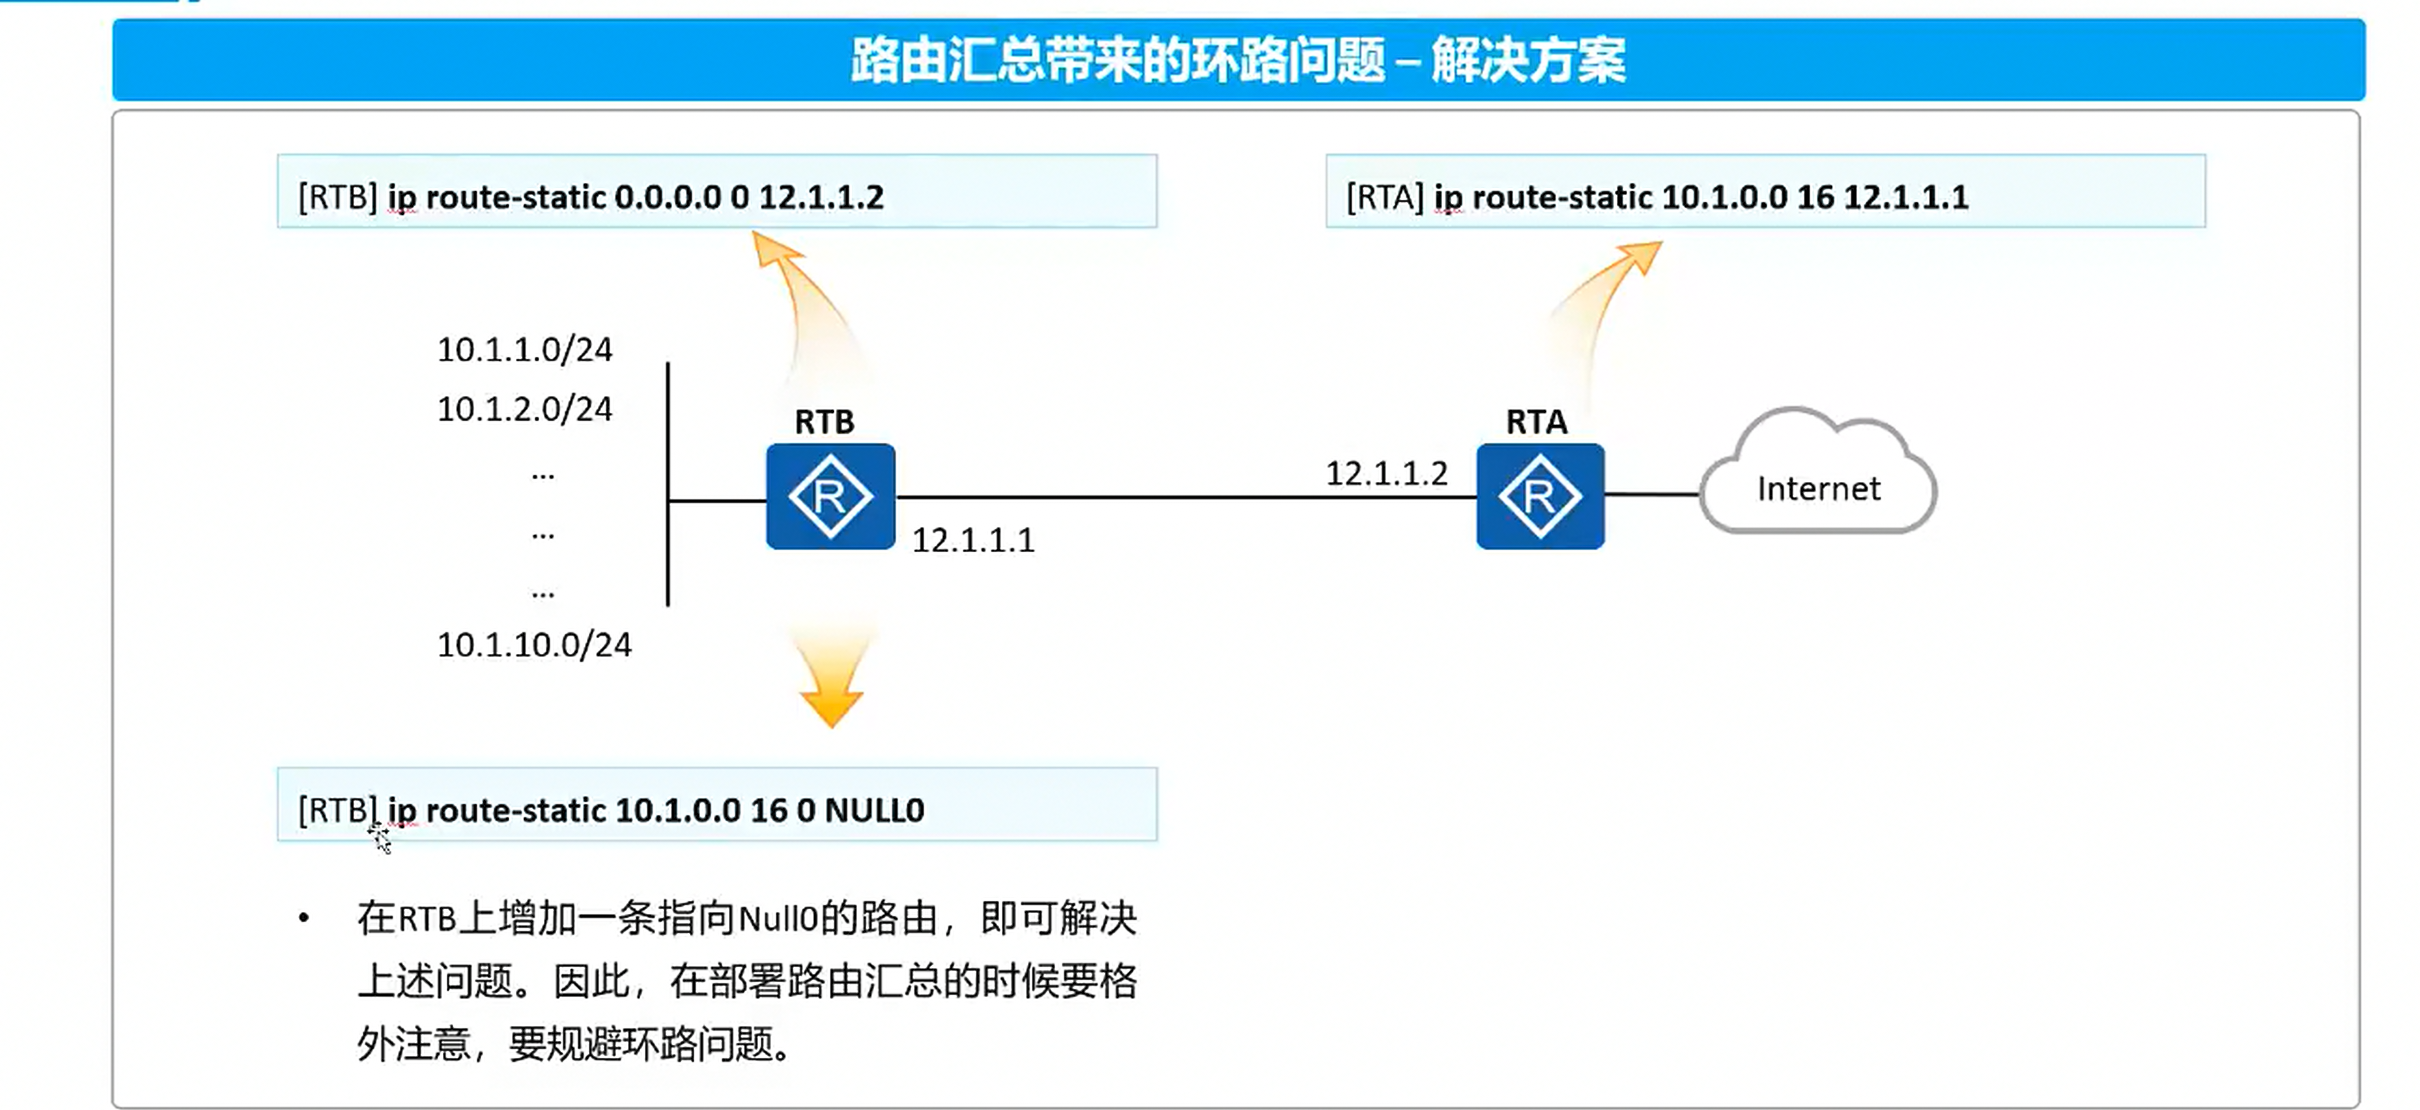 路由汇总带来的环路问题 – 解决方案
[RTB] ip route-static 0.0.0.0 0 12.1.1.2
[RTA] ip route-static 10.1.0.0 16 12.1.1.1
10.1.1.0/24
10.1.2.0/24
...
...
...
10.1.10.0/24
RTB
R
12.1.1.1
12.1.1.2
RTA
R
Internet
[RTB] ip route-static 10.1.0.0 16 0 NULL0
• 在RTB上增加一条指向Null0的路由，即可解决
上述问题。因此，在部署路由汇总的时候要格
外注意，要规避环路问题。